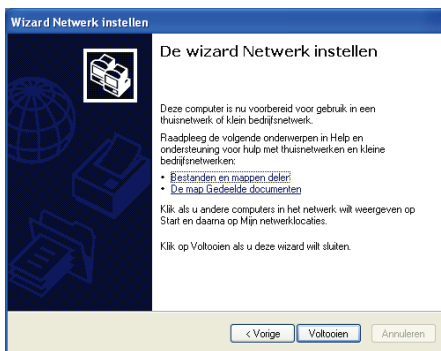 Wizard Netwerk instellen
De wizard Netwerk instellen
Deze computer is nu voorbereid voor gebruik in een
thuisnetwerk of klein bedrijfsnetwerk.
Raadpleeg de volgende onderwerpen in Help en
ondersteuning voor hulp met thuisnetwerken en kleine
bedrijfsnetwerken:
• Bestanden en mappen delen
• De map Gedeelde documenten
Klik als u andere computers in het netwerk wilt weergeven op
Start en daarna op Mijn netwerklocaties.
Klik op Voltooien als u deze wizard wilt sluiten.
< Vorige Voltooien Annuleren